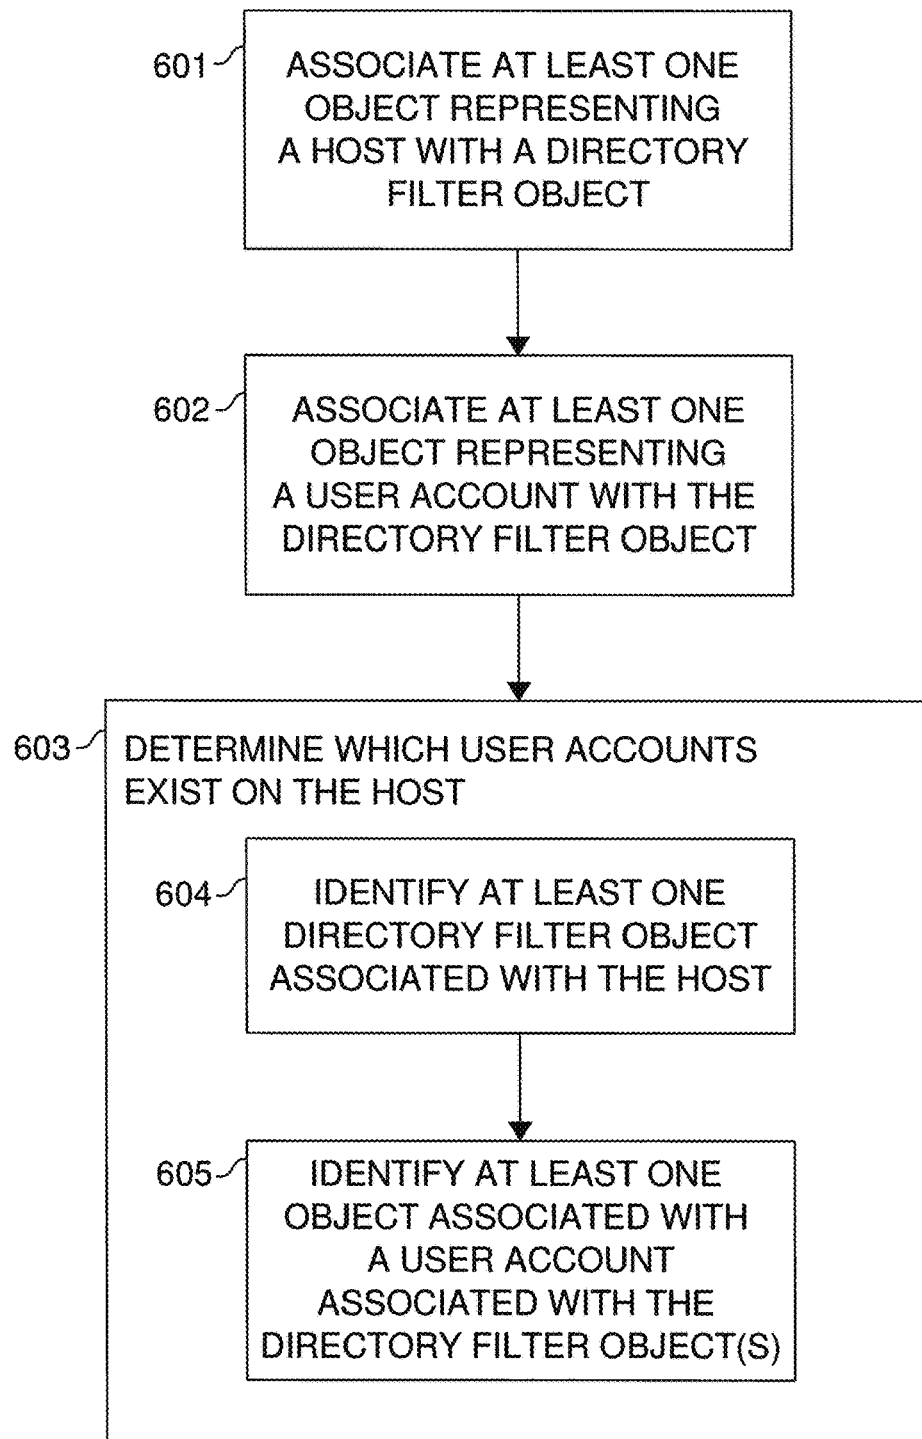 601
ASSOCIATE AT LEAST ONE
OBJECT REPRESENTING
A HOST WITH A DIRECTORY
FILTER OBJECT
602
ASSOCIATE AT LEAST ONE
OBJECT REPRESENTING
A USER ACCOUNT WITH THE
DIRECTORY FILTER OBJECT
603
DETERMINE WHICH USER ACCOUNTS
EXIST ON THE HOST
604
IDENTIFY AT LEAST ONE
DIRECTORY FILTER OBJECT
ASSOCIATED WITH THE HOST
605
IDENTIFY AT LEAST ONE
OBJECT ASSOCIATED WITH
A USER ACCOUNT
ASSOCIATED WITH THE
DIRECTORY FILTER OBJECT(S)